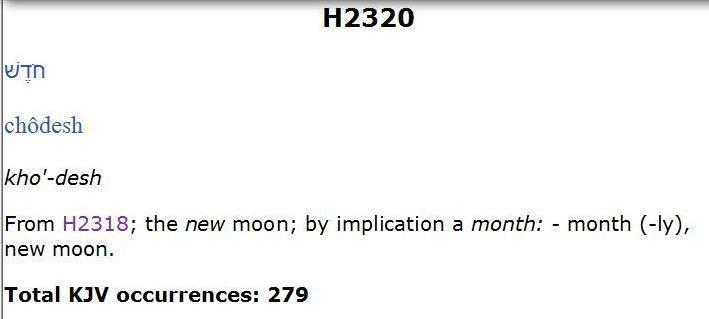 H2320
חֹדֶשׁ
chôdesh
kho'-desh
From H2318; the new moon; by implication a month: - month (-ly),
new moon.
Total KJV occurrences: 279